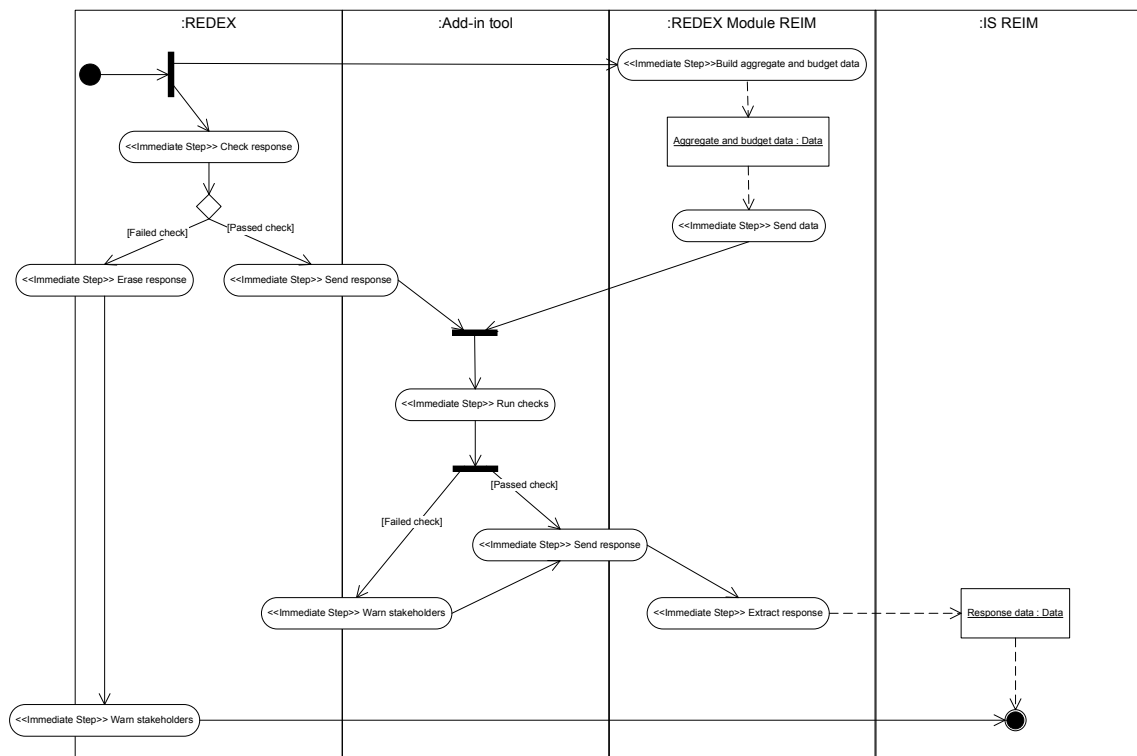 :REDEX
:Add-in tool
:REDEX Module REIM
:IS REIM
<<Immediate Step>>Build aggregate and budget data
<<Immediate Step>> Check response
Aggregate and budget data : Data
[Failed check]
[Passed check]
<<Immediate Step>> Send data
<<Immediate Step>> Erase response
<<Immediate Step>> Send response
<<Immediate Step>> Run checks
[Passed check]
[Failed check]
<<Immediate Step>> Send response
<<Immediate Step>> Warn stakeholders
<<Immediate Step>> Extract response
Response data : Data
<<Immediate Step>> Warn stakeholders